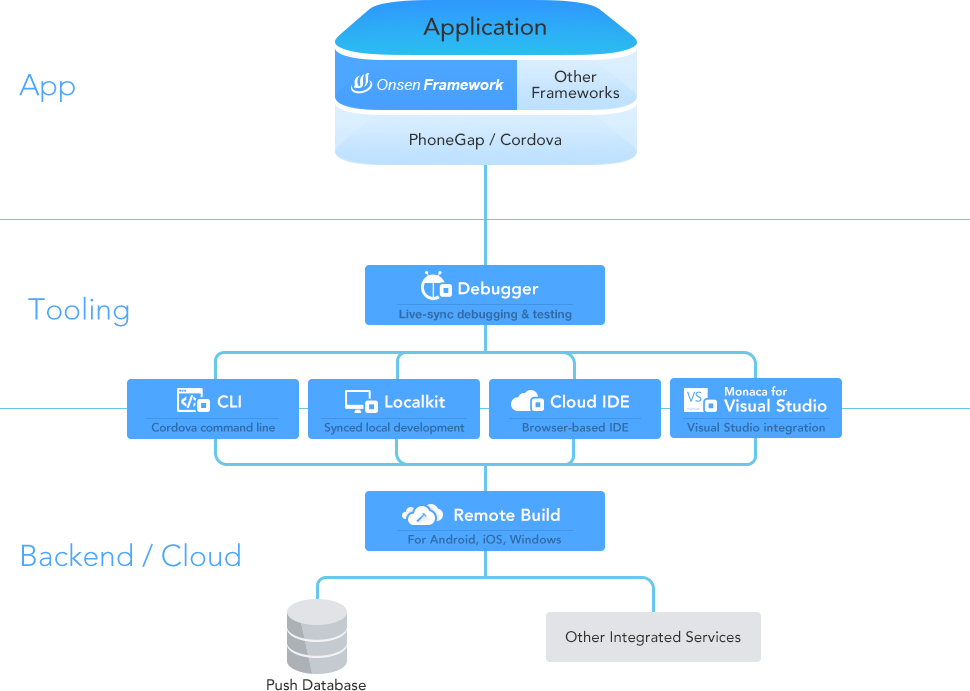 Application
App
Onsen Framework
Other
Frameworks
PhoneGap / Cordova
Tooling
Debugger
Live-sync debugging & testing
CLI
Cordova command line
Localkit
Synced local development
Cloud IDE
Browser-based IDE
VS
Monaca for
Visual Studio
Visual Studio integration
Remote Build
For Android, iOS, Windows
Backend / Cloud
Other Integrated Services
Push Database